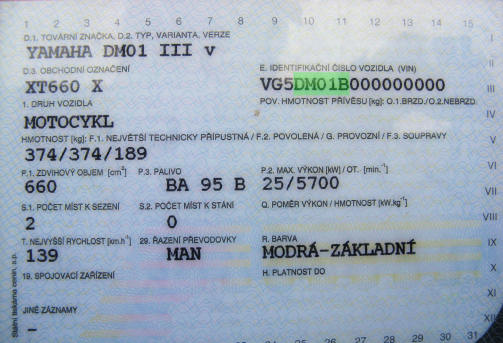 1 2 3 4 5 6 7 8 9 10 11 12 13 14 15
D.1. TOVÁRNÍ ZNAČKA, D.2. TYP, VARIANTA, VERZE
YAMAHA DM01 III v
D.3. OBCHODNÍ OZNAČENÍ E. IDENTIFIKAČNÍ ČÍSLO VOZIDLA (VIN) II
XT660 X VG5DM01B000000000 III
1. DRUH VOZIDLA POV. HMOTNOST PŘÍVĚSU [kg]: O.1.BRZD./O.2.NEBRZD.
MOTOCYKL IV
HMOTNOST [kg]: F.1. NEJVĚTŠÍ TECHNICKY PŘÍPUSTNÁ / F.2. POVOLENÁ / G. PROVOZNÍ / F.3. SOUPRAVY V
374/374/189
P.1. ZDVIHOVÝ OBJEM [cm³] P.3. PALIVO P.2. MAX. VÝKON [kW] / OT. [min.⁻¹] VI
660 BA 95 B 25/5700 VII
S.1. POČET MÍST K SEZENÍ S.2. POČET MÍST K STÁNÍ Q. POMĚR VÝKON / HMOTNOST [kW.kg⁻¹]
2 0 VIII
T. NEJVYŠŠÍ RYCHLOST [km.h⁻¹] 29. ŘAZENÍ PŘEVODOVKY R. BARVA IX
139 MAN MODRÁ-ZÁKLADNÍ
19. SPOJOVACÍ ZAŘÍZENÍ H. PLATNOST DO X
XI
JINÉ ZÁZNAMY
– XII
Státní tiskárna cenin, s.p.
24 25 26 27 28 29 30 31